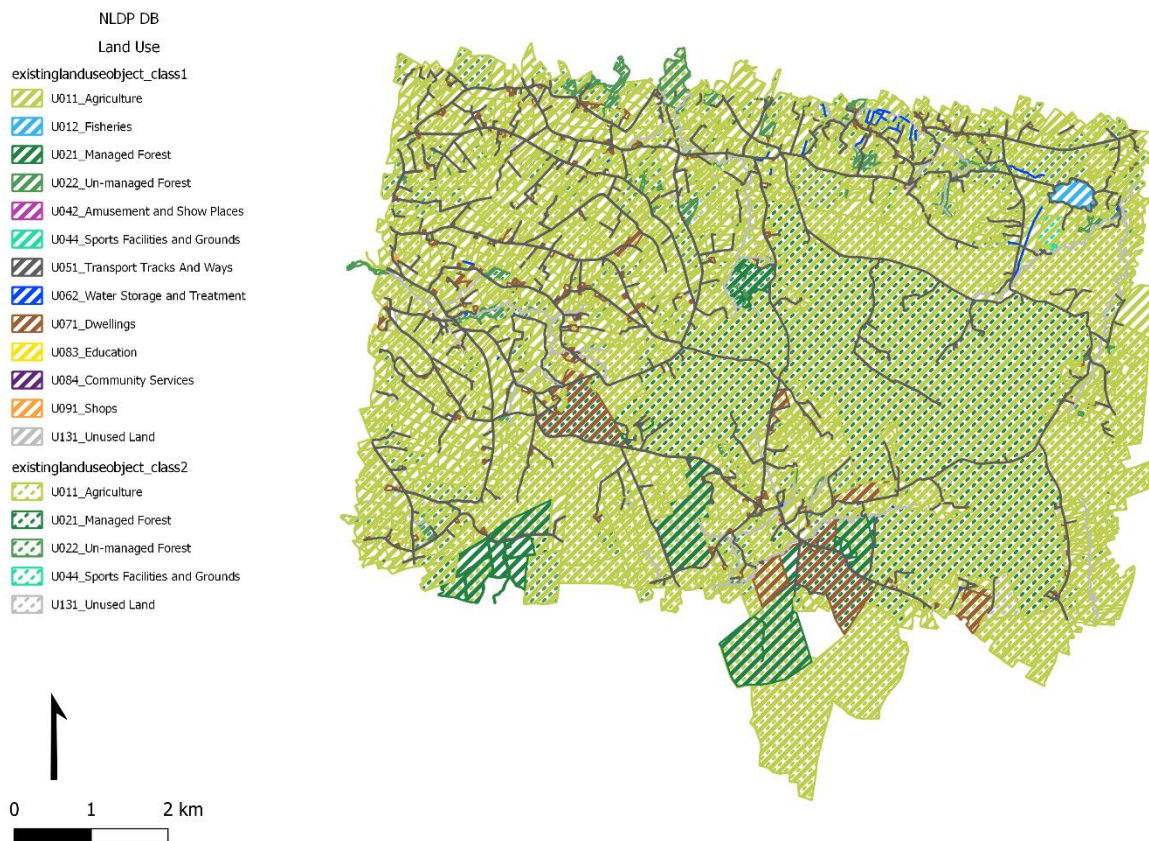 NLDP DB
Land Use
existinglanduseobject_class1
U011_Agriculture
U012_Fisheries
U021_Managed Forest
U022_Un-managed Forest
U042_Amusement and Show Places
U044_Sports Facilities and Grounds
U051_Transport Tracks And Ways
U062_Water Storage and Treatment
U071_Dwellings
U083_Education
U084_Community Services
U091_Shops
U131_Unused Land
existinglanduseobject_class2
U011_Agriculture
U021_Managed Forest
U022_Un-managed Forest
U044_Sports Facilities and Grounds
U131_Unused Land
0 1 2 km